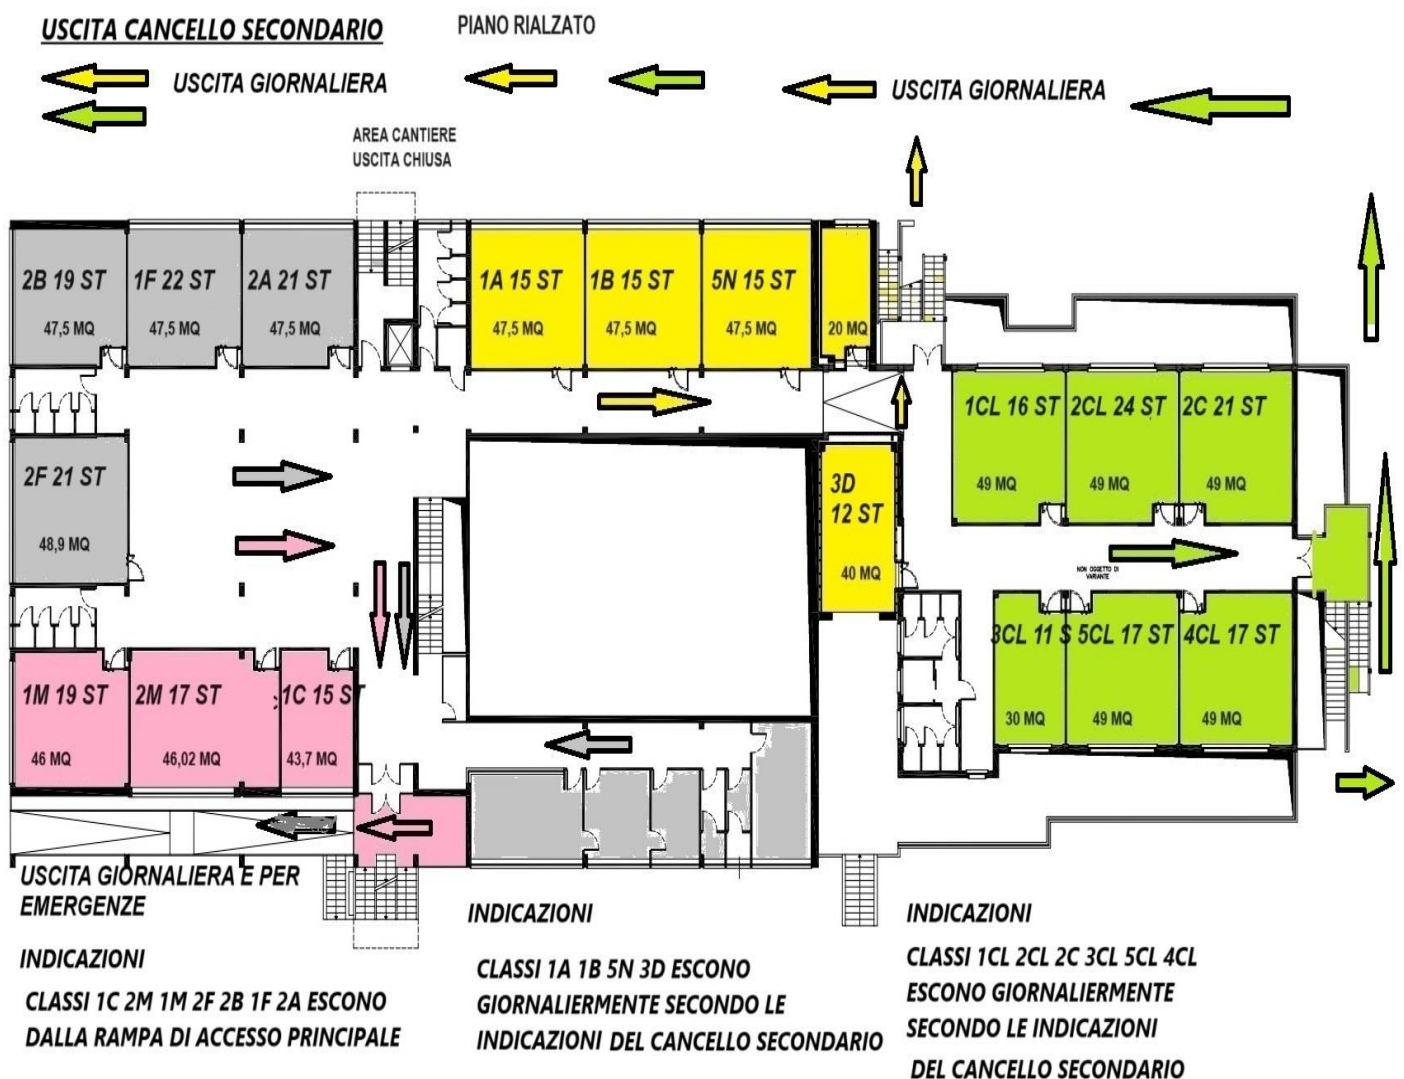 USCITA CANCELLO SECONDARIO
PIANO RIALZATO
USCITA GIORNALIERA
USCITA GIORNALIERA
AREA CANTIERE
USCITA CHIUSA
2B 19 ST
47,5 MQ
1F 22 ST
47,5 MQ
2A 21 ST
47,5 MQ
1A 15 ST
47,5 MQ
1B 15 ST
47,5 MQ
5N 15 ST
47,5 MQ
20 MQ
1CL 16 ST
49 MQ
2CL 24 ST
49 MQ
2C 21 ST
49 MQ
2F 21 ST
48,9 MQ
3D
12 ST
40 MQ
NON OGGETTO DI
VARIANTE
3CL 11 S
30 MQ
5CL 17 ST
49 MQ
4CL 17 ST
49 MQ
1M 19 ST
46 MQ
2M 17 ST
46,02 MQ
1C 15 ST
43,7 MQ
USCITA GIORNALIERA E PER
EMERGENZE
INDICAZIONI
CLASSI 1C 2M 1M 2F 2B 1F 2A ESCONO
DALLA RAMPA DI ACCESSO PRINCIPALE
INDICAZIONI
CLASSI 1A 1B 5N 3D ESCONO
GIORNALIERMENTE SECONDO LE
INDICAZIONI DEL CANCELLO SECONDARIO
INDICAZIONI
CLASSI 1CL 2CL 2C 3CL 5CL 4CL
ESCONO GIORNALIERMENTE
SECONDO LE INDICAZIONI
DEL CANCELLO SECONDARIO